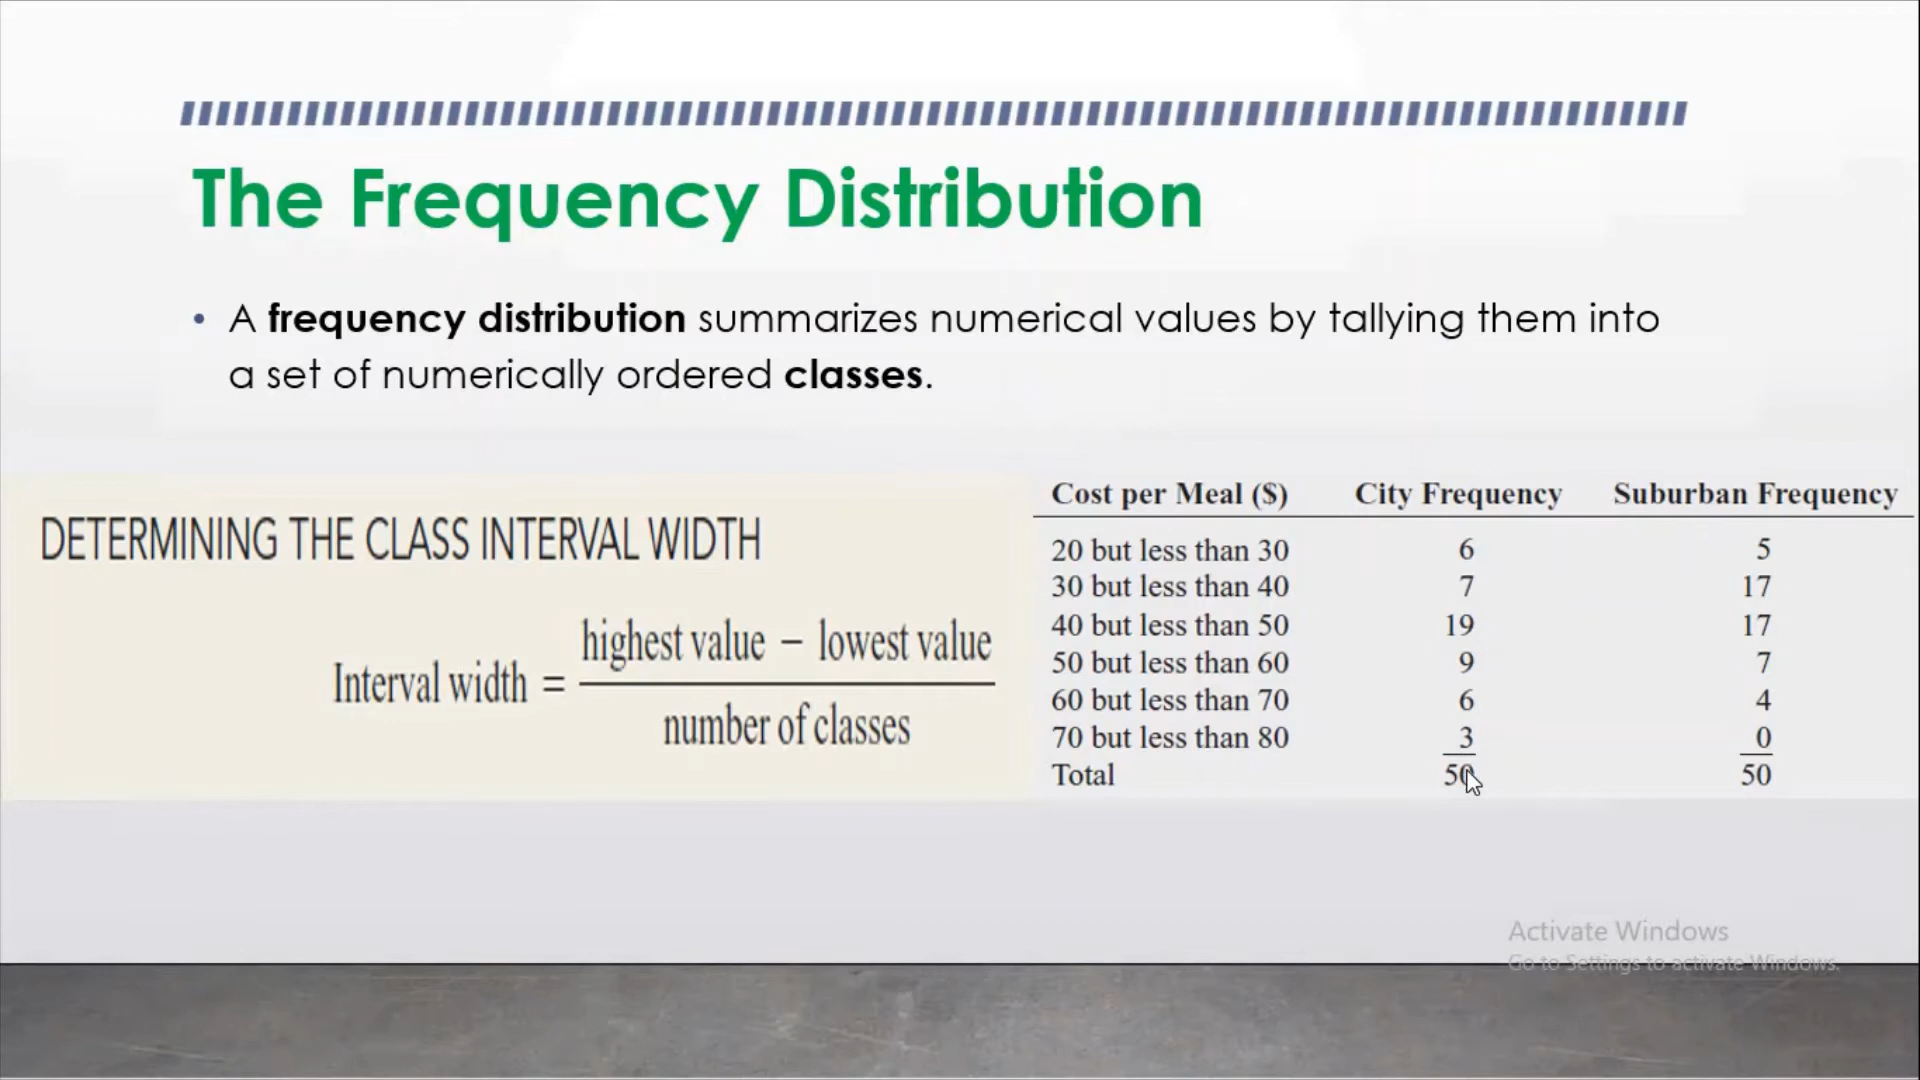 The Frequency Distribution
• A frequency distribution summarizes numerical values by tallying them into
a set of numerically ordered classes.
DETERMINING THE CLASS INTERVAL WIDTH
Interval width = highest value − lowest value
number of classes
Cost per Meal ($) City Frequency Suburban Frequency
20 but less than 30 6 5
30 but less than 40 7 17
40 but less than 50 19 17
50 but less than 60 9 7
60 but less than 70 6 4
70 but less than 80 3 0
Total 50 50
Activate Windows
Go to Settings to activate Windows.